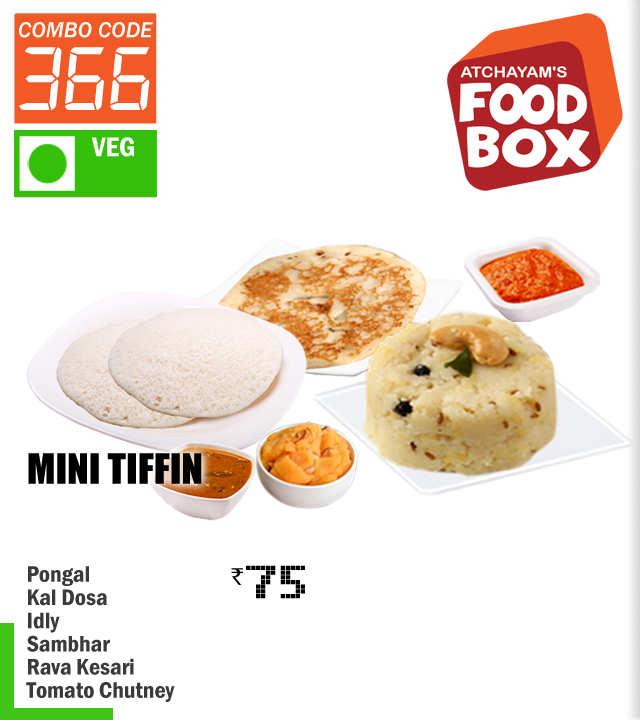 COMBO CODE
366
VEG
ATCHAYAM'S
FOOD
BOX
MINI TIFFIN
Pongal
Kal Dosa
Idly
Sambhar
Rava Kesari
Tomato Chutney
₹75